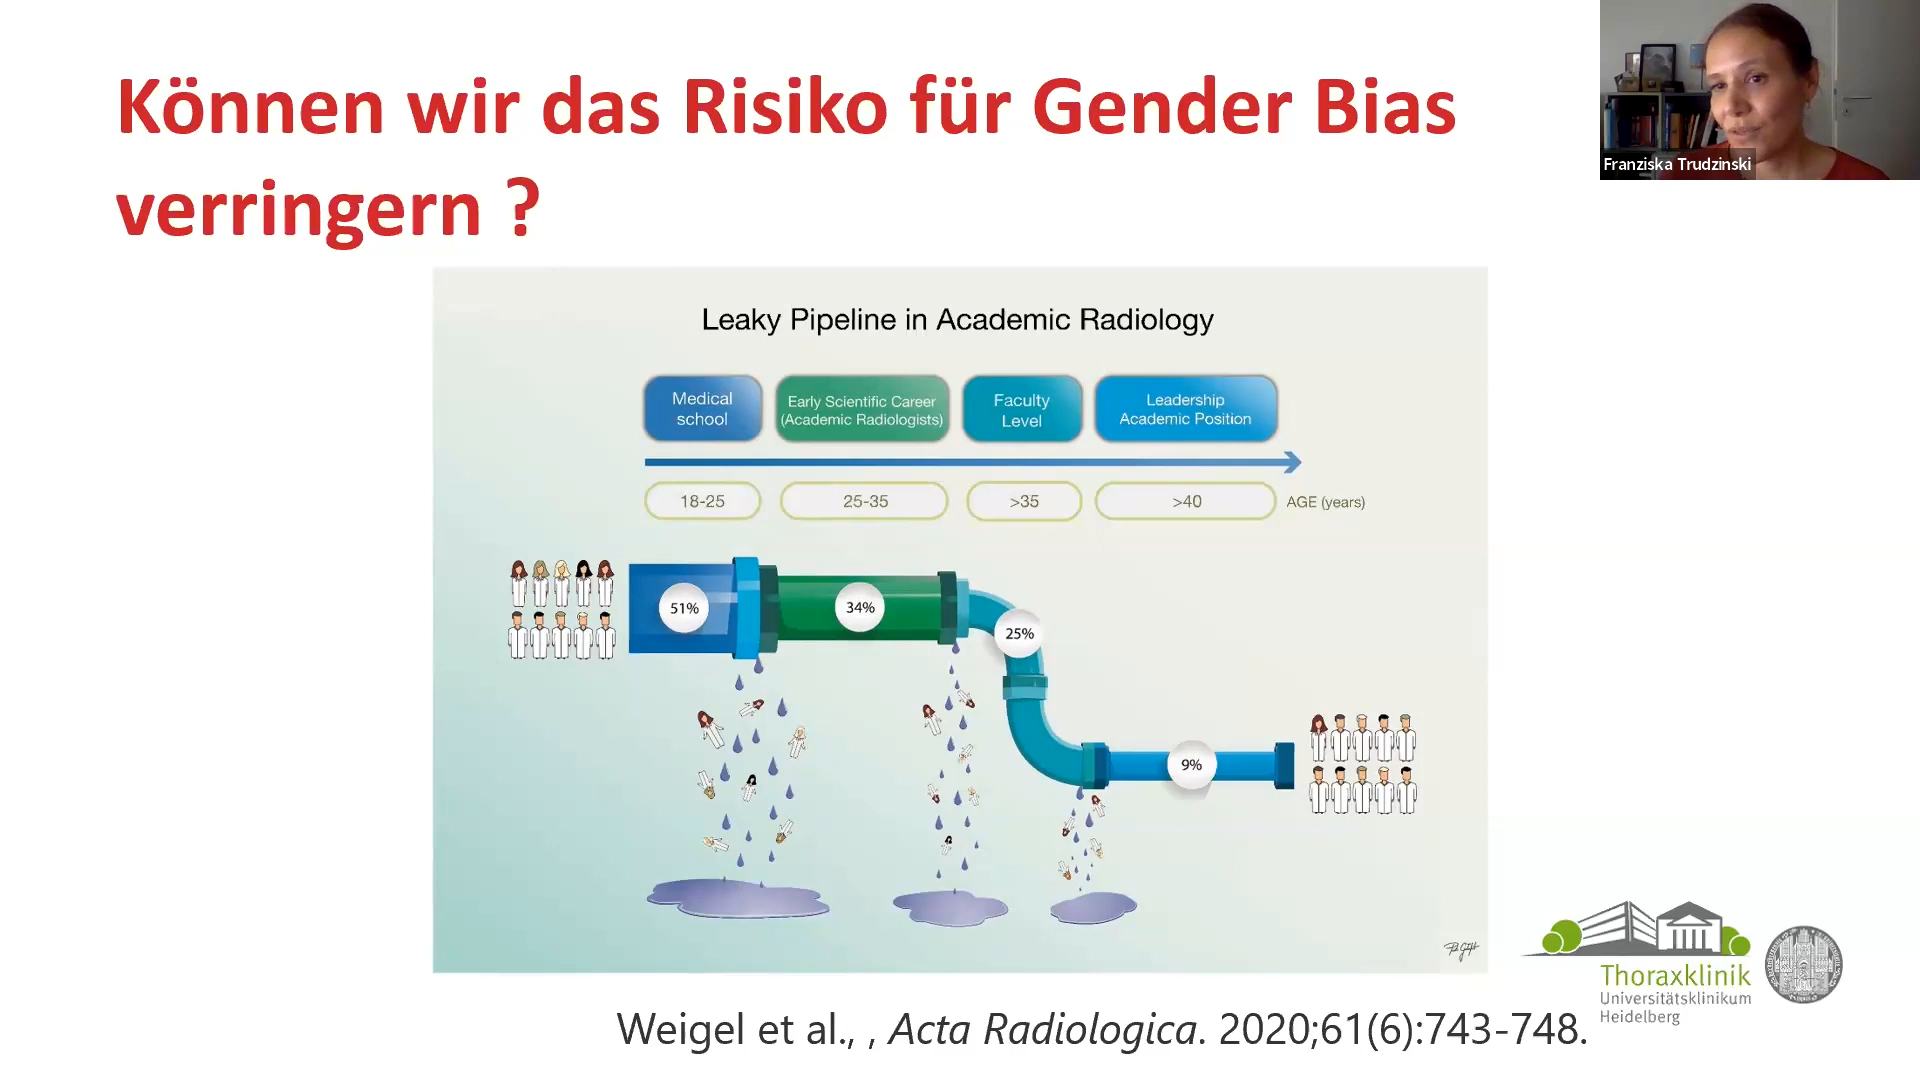 Können wir das Risiko für Gender Bias
verringern ?
Franziska Trudzinski
Leaky Pipeline in Academic Radiology
Medical
school
Early Scientific Career
(Academic Radiologists)
Faculty
Level
Leadership
Academic Position
18-25
25-35
>35
>40
AGE (years)
51%
34%
25%
9%
Thoraxklinik
Universitätsklinikum
Heidelberg
Weigel et al., , Acta Radiologica. 2020;61(6):743-748.